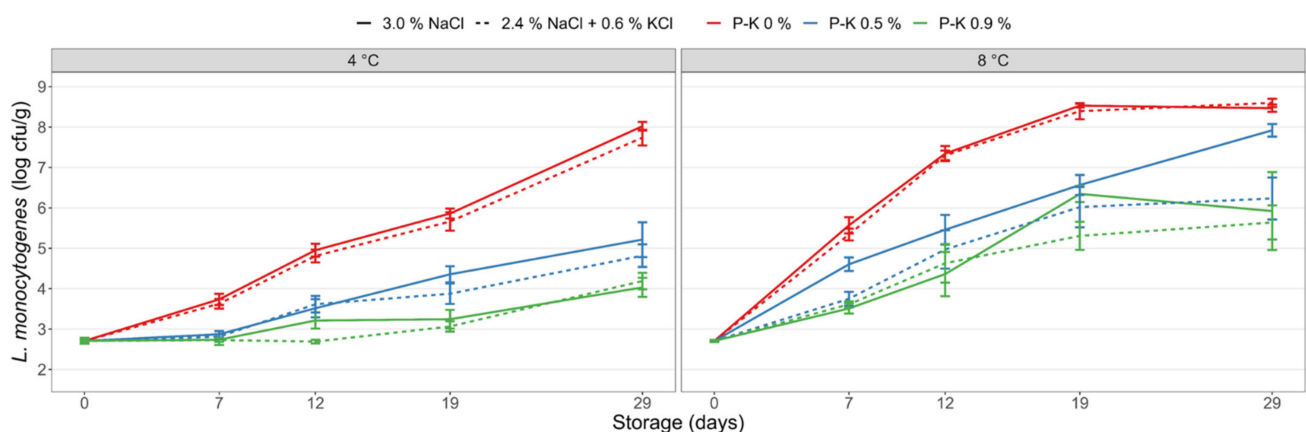 3.0 % NaCl 2.4 % NaCl + 0.6 % KCl P-K 0 % P-K 0.5 % P-K 0.9 %
4 °C 8 °C
L. monocytogenes (log cfu/g)
9
8
7
6
5
4
3
2
0 7 12 19 29 0 7 12 19 29
Storage (days)